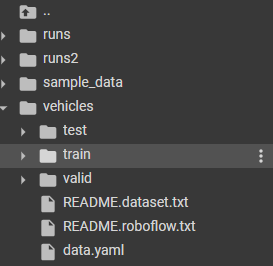 ..
runs
runs2
sample_data
vehicles
test
train
valid
README.dataset.txt
README.roboflow.txt
data.yaml